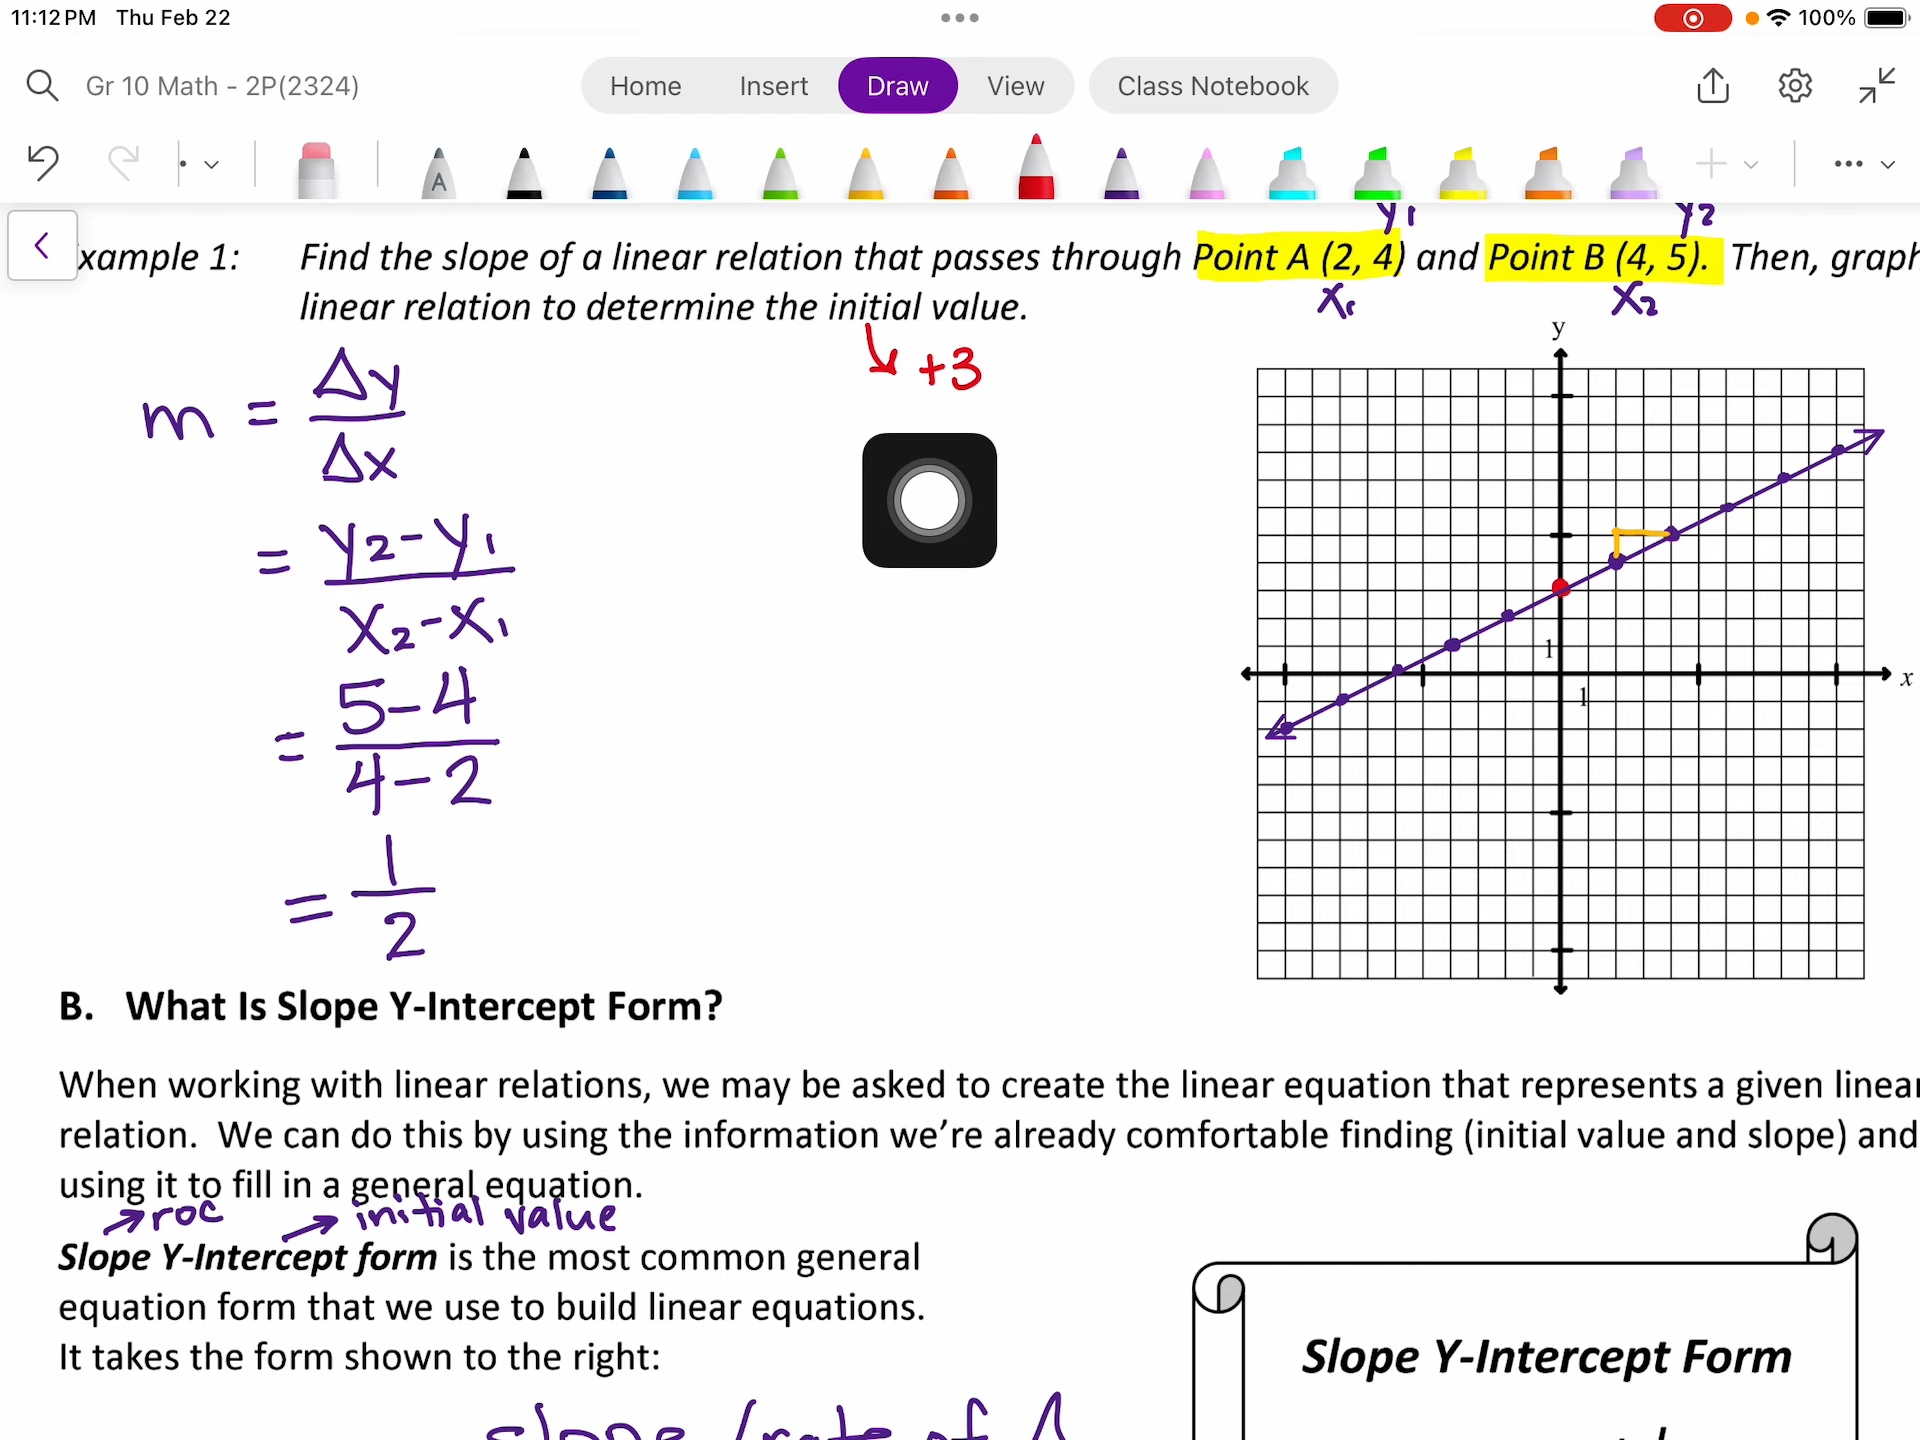 11:12 PM Thu Feb 22
100%
Gr 10 Math - 2P(2324)
Home Insert Draw View Class Notebook
A
y1 y2
xample 1: Find the slope of a linear relation that passes through Point A (2, 4) and Point B (4, 5). Then, graph
x1 x2
linear relation to determine the initial value.
+3
m = Δy
Δx
= y2 - y1
x2 - x1
= 5 - 4
4 - 2
= 1
2
y
1
x
1
B. What Is Slope Y-Intercept Form?
When working with linear relations, we may be asked to create the linear equation that represents a given linear
relation. We can do this by using the information we’re already comfortable finding (initial value and slope) and
using it to fill in a general equation.
roc initial value
Slope Y-Intercept form is the most common general
equation form that we use to build linear equations.
It takes the form shown to the right:
Slope Y-Intercept Form
slope / rate of Δ